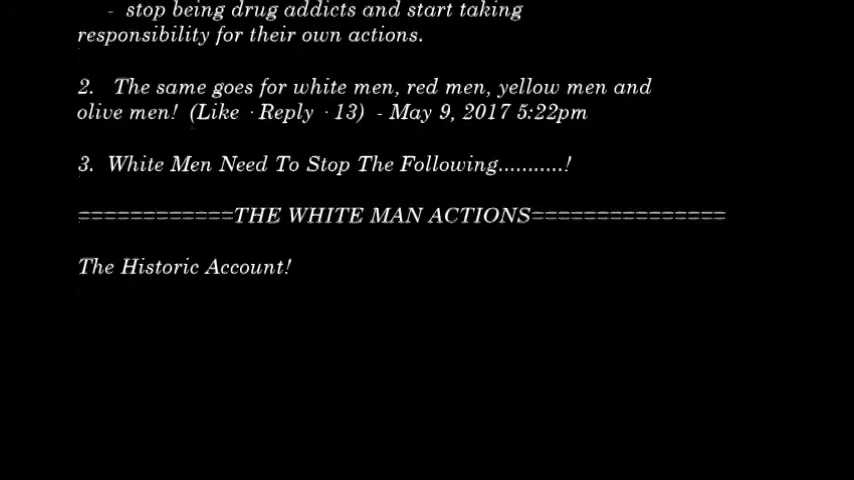 - stop being drug addicts and start taking
responsibility for their own actions.
2. The same goes for white men, red men, yellow men and
olive men! (Like · Reply · 13) - May 9, 2017 5:22pm
3. White Men Need To Stop The Following...........!
============THE WHITE MAN ACTIONS===============
The Historic Account!